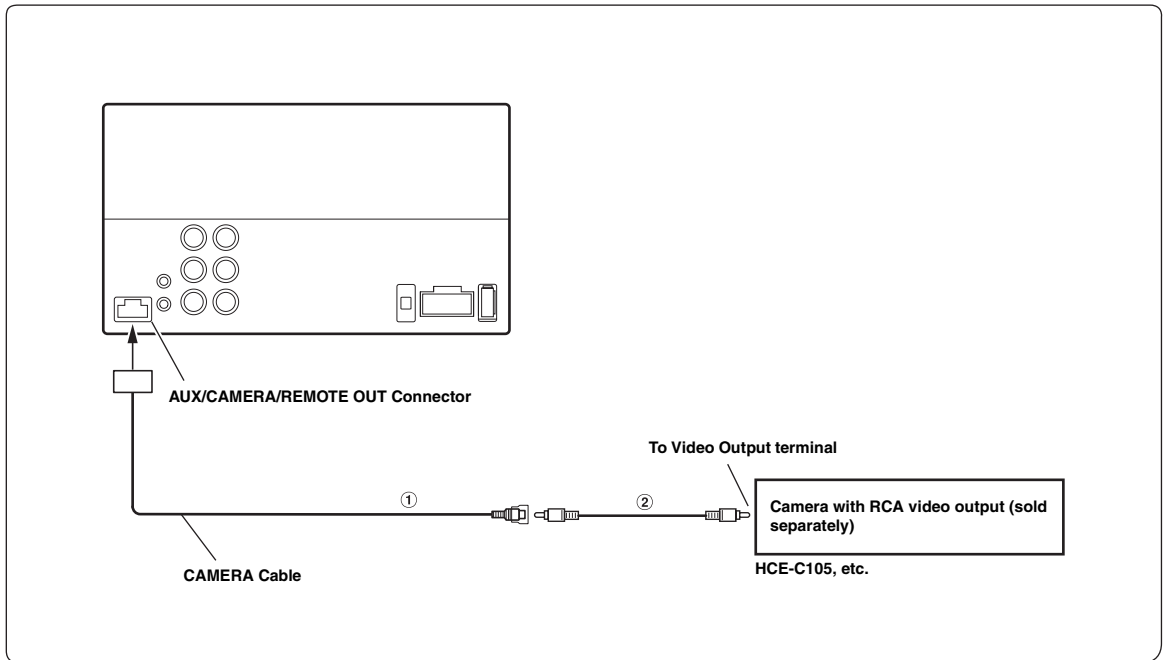 AUX/CAMERA/REMOTE OUT Connector
To Video Output terminal
①
②
Camera with RCA video output (sold
separately)
CAMERA Cable
HCE-C105, etc.